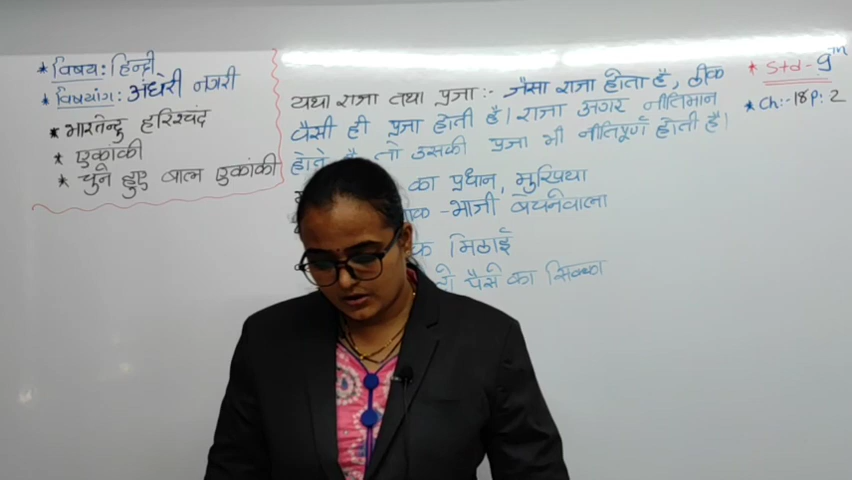 * विषय: हिन्दी
* विषयांग: अंधेरी नगरी
* भारतेन्दु हरिश्चंद्र
* एकांकी
* चुने हुए बाल एकांकी
यथा राजा तथा प्रजा :- जैसा राजा होता है, ठीक
वैसी ही प्रजा होती है। राजा अगर नीतिमान
होते है तो उसकी प्रजा भी नीतिपूर्ण होती है।
का प्रधान, मुखिया
-भाजी बेचनेवाला
मिठाई
पैसे का सिक्का
* Std - 9th
* Ch:- 18 P: 2